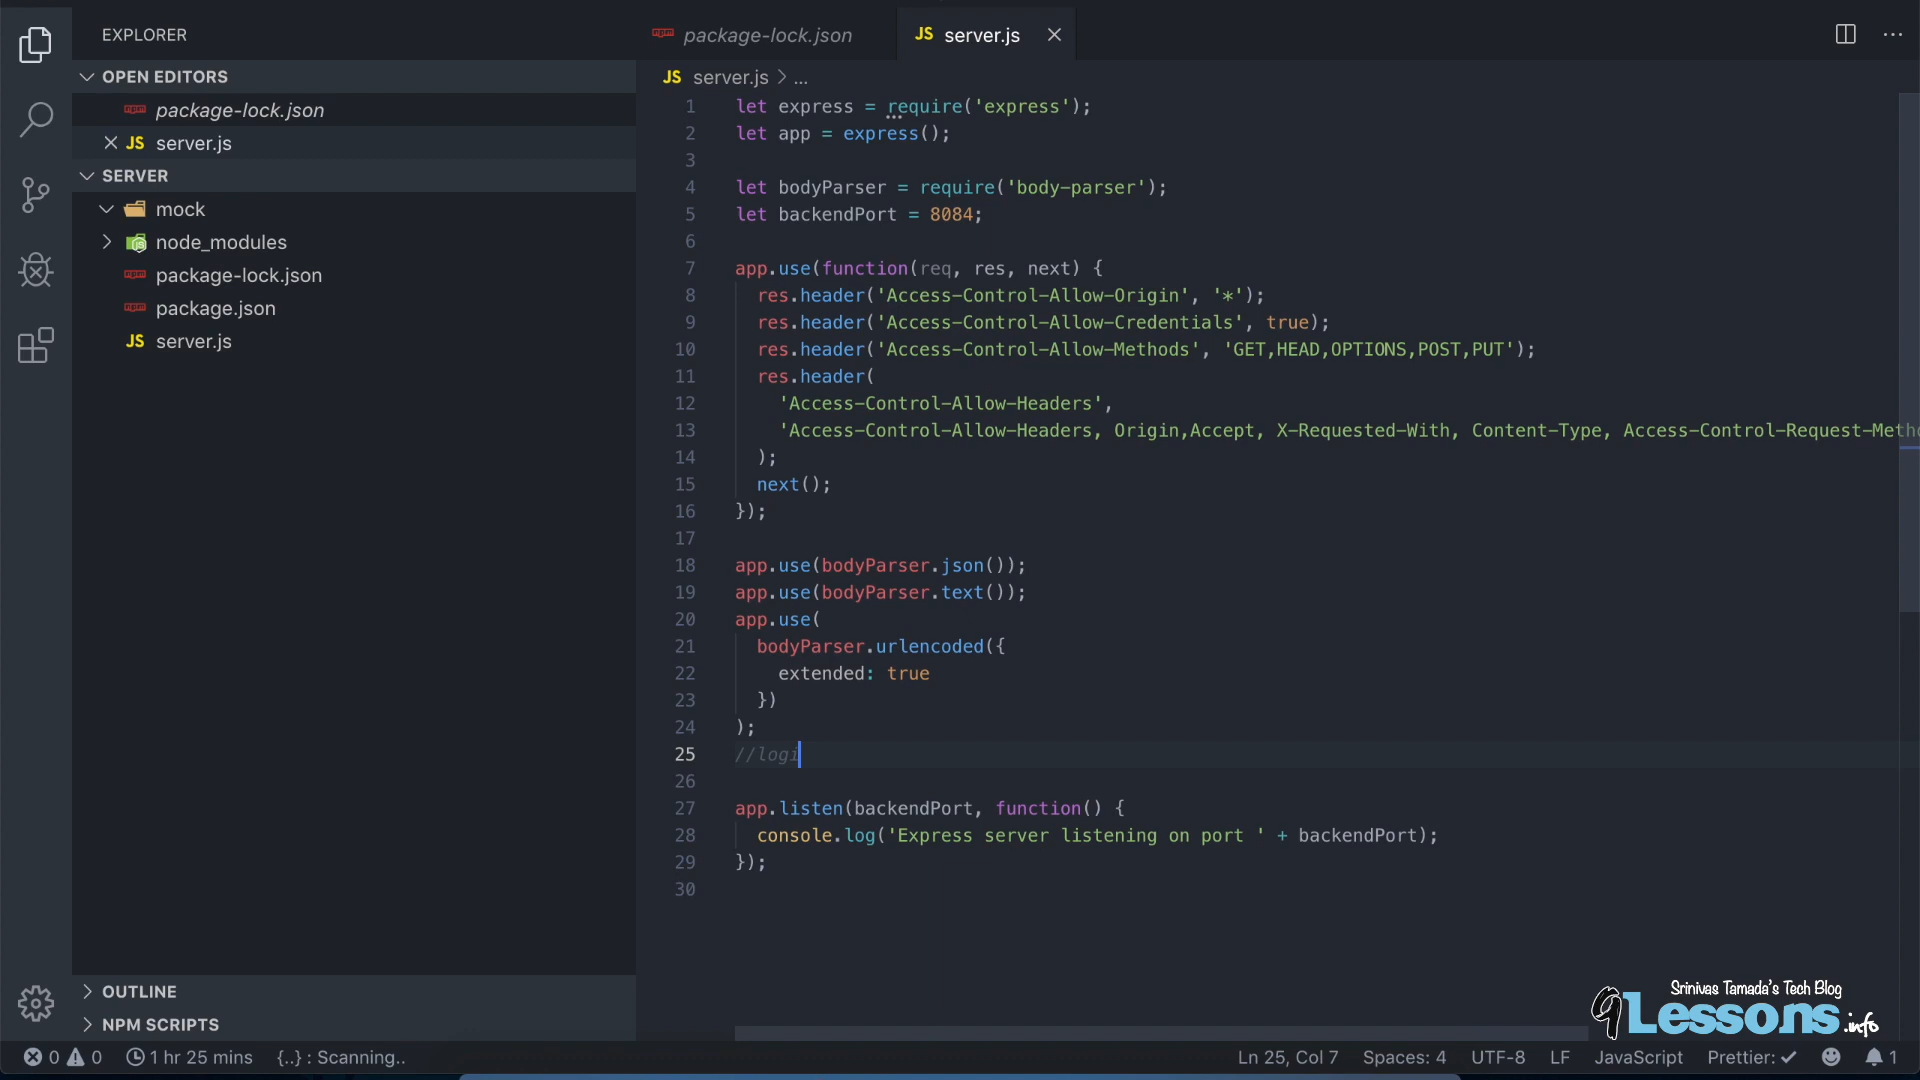 EXPLORER
OPEN EDITORS
package-lock.json
JS server.js
SERVER
mock
node_modules
package-lock.json
package.json
JS server.js
OUTLINE
NPM SCRIPTS
package-lock.json
JS server.js
JS server.js > ...
1 let express = require('express');
2 let app = express();
3
4 let bodyParser = require('body-parser');
5 let backendPort = 8084;
6
7 app.use(function(req, res, next) {
8 res.header('Access-Control-Allow-Origin', '*');
9 res.header('Access-Control-Allow-Credentials', true);
10 res.header('Access-Control-Allow-Methods', 'GET,HEAD,OPTIONS,POST,PUT');
11 res.header(
12 'Access-Control-Allow-Headers',
13 'Access-Control-Allow-Headers, Origin,Accept, X-Requested-With, Content-Type, Access-Control-Request-Meth
14 );
15 next();
16 });
17
18 app.use(bodyParser.json());
19 app.use(bodyParser.text());
20 app.use(
21 bodyParser.urlencoded({
22 extended: true
23 })
24 );
25 //logi
26
27 app.listen(backendPort, function() {
28 console.log('Express server listening on port ' + backendPort);
29 });
30
Srinivas Tamada's Tech Blog
9Lessons.info
0 0 1 hr 25 mins {..} : Scanning.. Ln 25, Col 7 Spaces: 4 UTF-8 LF JavaScript Prettier: ✓ 1